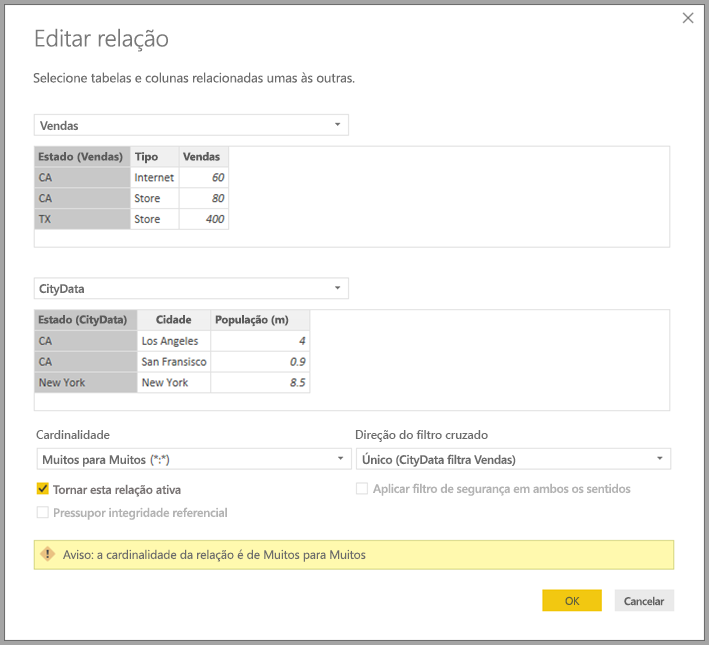 Editar relação
Selecione tabelas e colunas relacionadas umas às outras.
Vendas
Estado (Vendas) Tipo Vendas
CA Internet 60
CA Store 80
TX Store 400
CityData
Estado (CityData) Cidade População (m)
CA Los Angeles 4
CA San Fransisco 0.9
New York New York 8.5
Cardinalidade Direção do filtro cruzado
Muitos para Muitos (*:*) Único (CityData filtra Vendas)
Tornar esta relação ativa Aplicar filtro de segurança em ambos os sentidos
Pressupor integridade referencial
Aviso: a cardinalidade da relação é de Muitos para Muitos
OK Cancelar